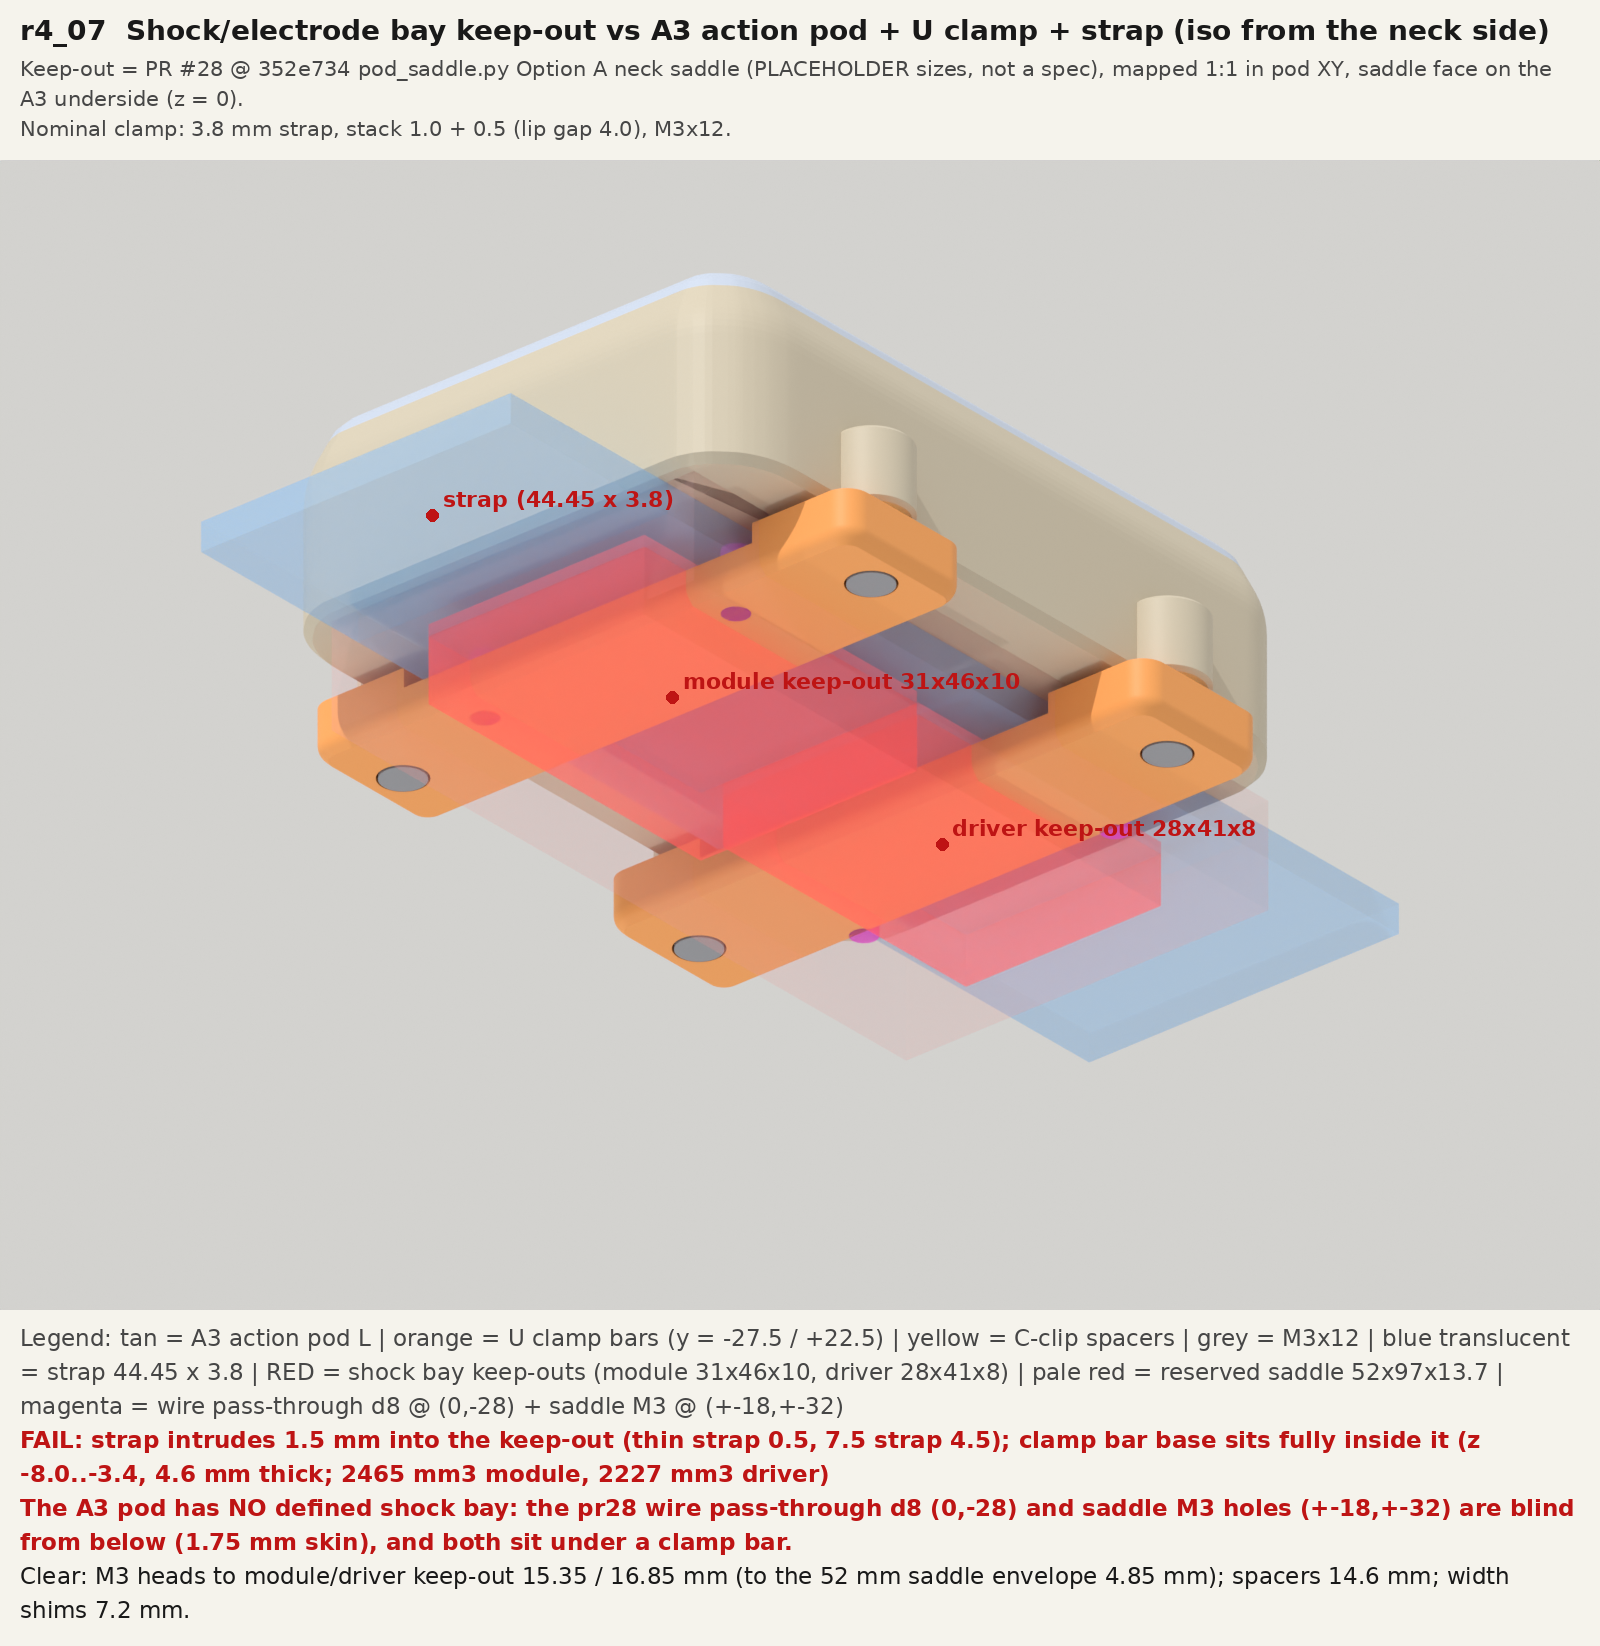 r4_07  Shock/electrode bay keep-out vs A3 action pod + U clamp + strap (iso from the neck side)
Keep-out = PR #28 @ 352e734 pod_saddle.py Option A neck saddle (PLACEHOLDER sizes, not a spec), mapped 1:1 in pod XY, saddle face on the
A3 underside (z = 0).
Nominal clamp: 3.8 mm strap, stack 1.0 + 0.5 (lip gap 4.0), M3x12.
strap (44.45 x 3.8)
module keep-out 31x46x10
driver keep-out 28x41x8
Legend: tan = A3 action pod L | orange = U clamp bars (y = -27.5 / +22.5) | yellow = C-clip spacers | grey = M3x12 | blue translucent
= strap 44.45 x 3.8 | RED = shock bay keep-outs (module 31x46x10, driver 28x41x8) | pale red = reserved saddle 52x97x13.7 |
magenta = wire pass-through d8 @ (0,-28) + saddle M3 @ (+-18,+-32)
FAIL: strap intrudes 1.5 mm into the keep-out (thin strap 0.5, 7.5 strap 4.5); clamp bar base sits fully inside it (z
-8.0..-3.4, 4.6 mm thick; 2465 mm3 module, 2227 mm3 driver)
The A3 pod has NO defined shock bay: the pr28 wire pass-through d8 (0,-28) and saddle M3 holes (+-18,+-32) are blind
from below (1.75 mm skin), and both sit under a clamp bar.
Clear: M3 heads to module/driver keep-out 15.35 / 16.85 mm (to the 52 mm saddle envelope 4.85 mm); spacers 14.6 mm; width
shims 7.2 mm.